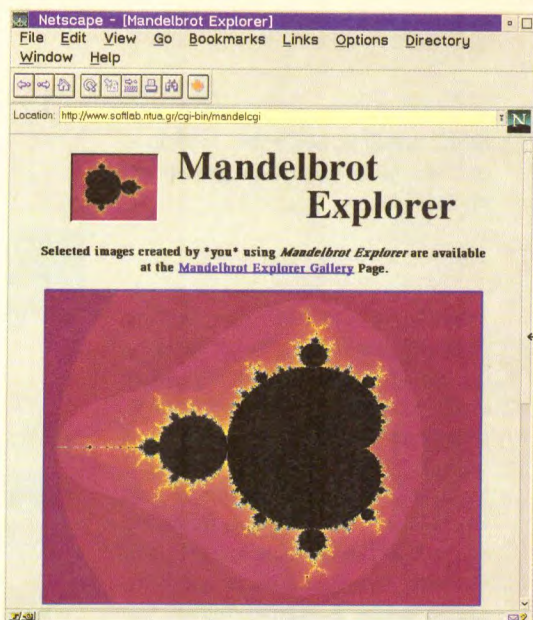 Netscape - [Mandelbrot Explorer]
File Edit View Go Bookmarks Links Options Directory
Window Help
Location: http://www.softlab.ntua.gr/cgi-bin/mandelcgi
N
Mandelbrot
Explorer
Selected images created by *you* using Mandelbrot Explorer are available
at the Mandelbrot Explorer Gallery Page.